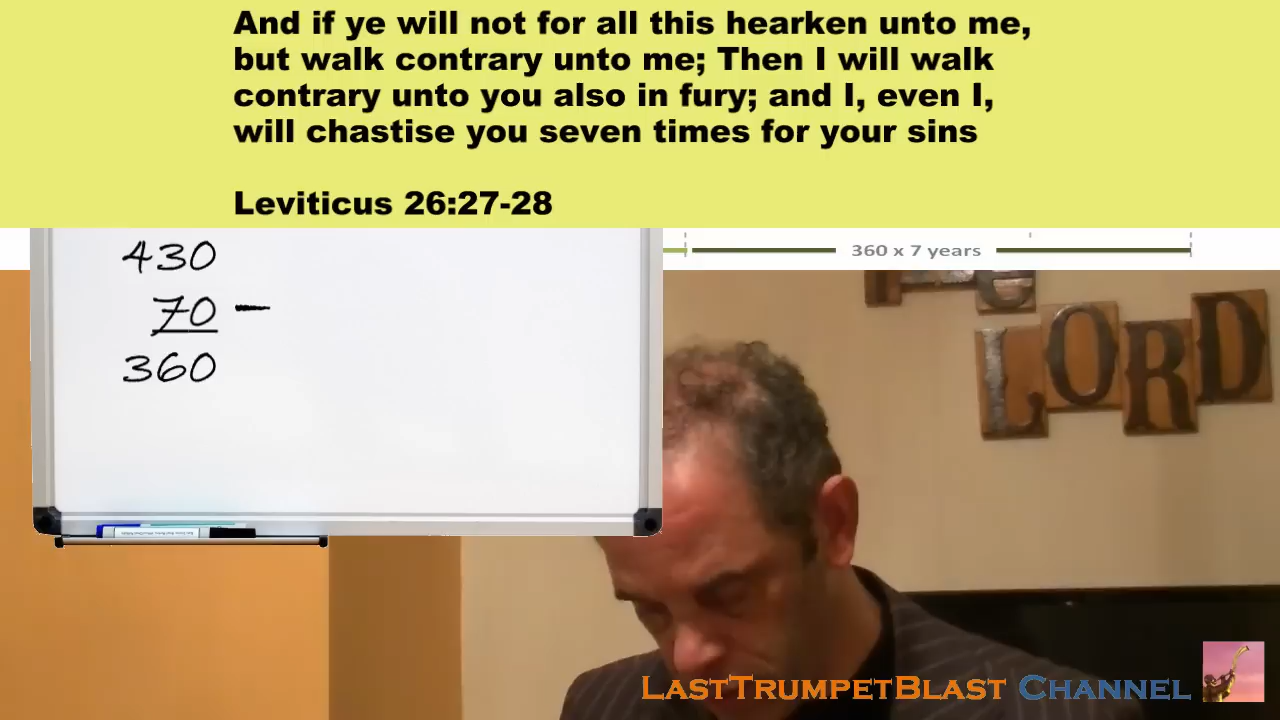 And if ye will not for all this hearken unto me,
but walk contrary unto me; Then I will walk
contrary unto you also in fury; and I, even I,
will chastise you seven times for your sins
Leviticus 26:27-28
360 x 7 years
430
70 —
360
LORD
LASTTRUMPETBLAST CHANNEL